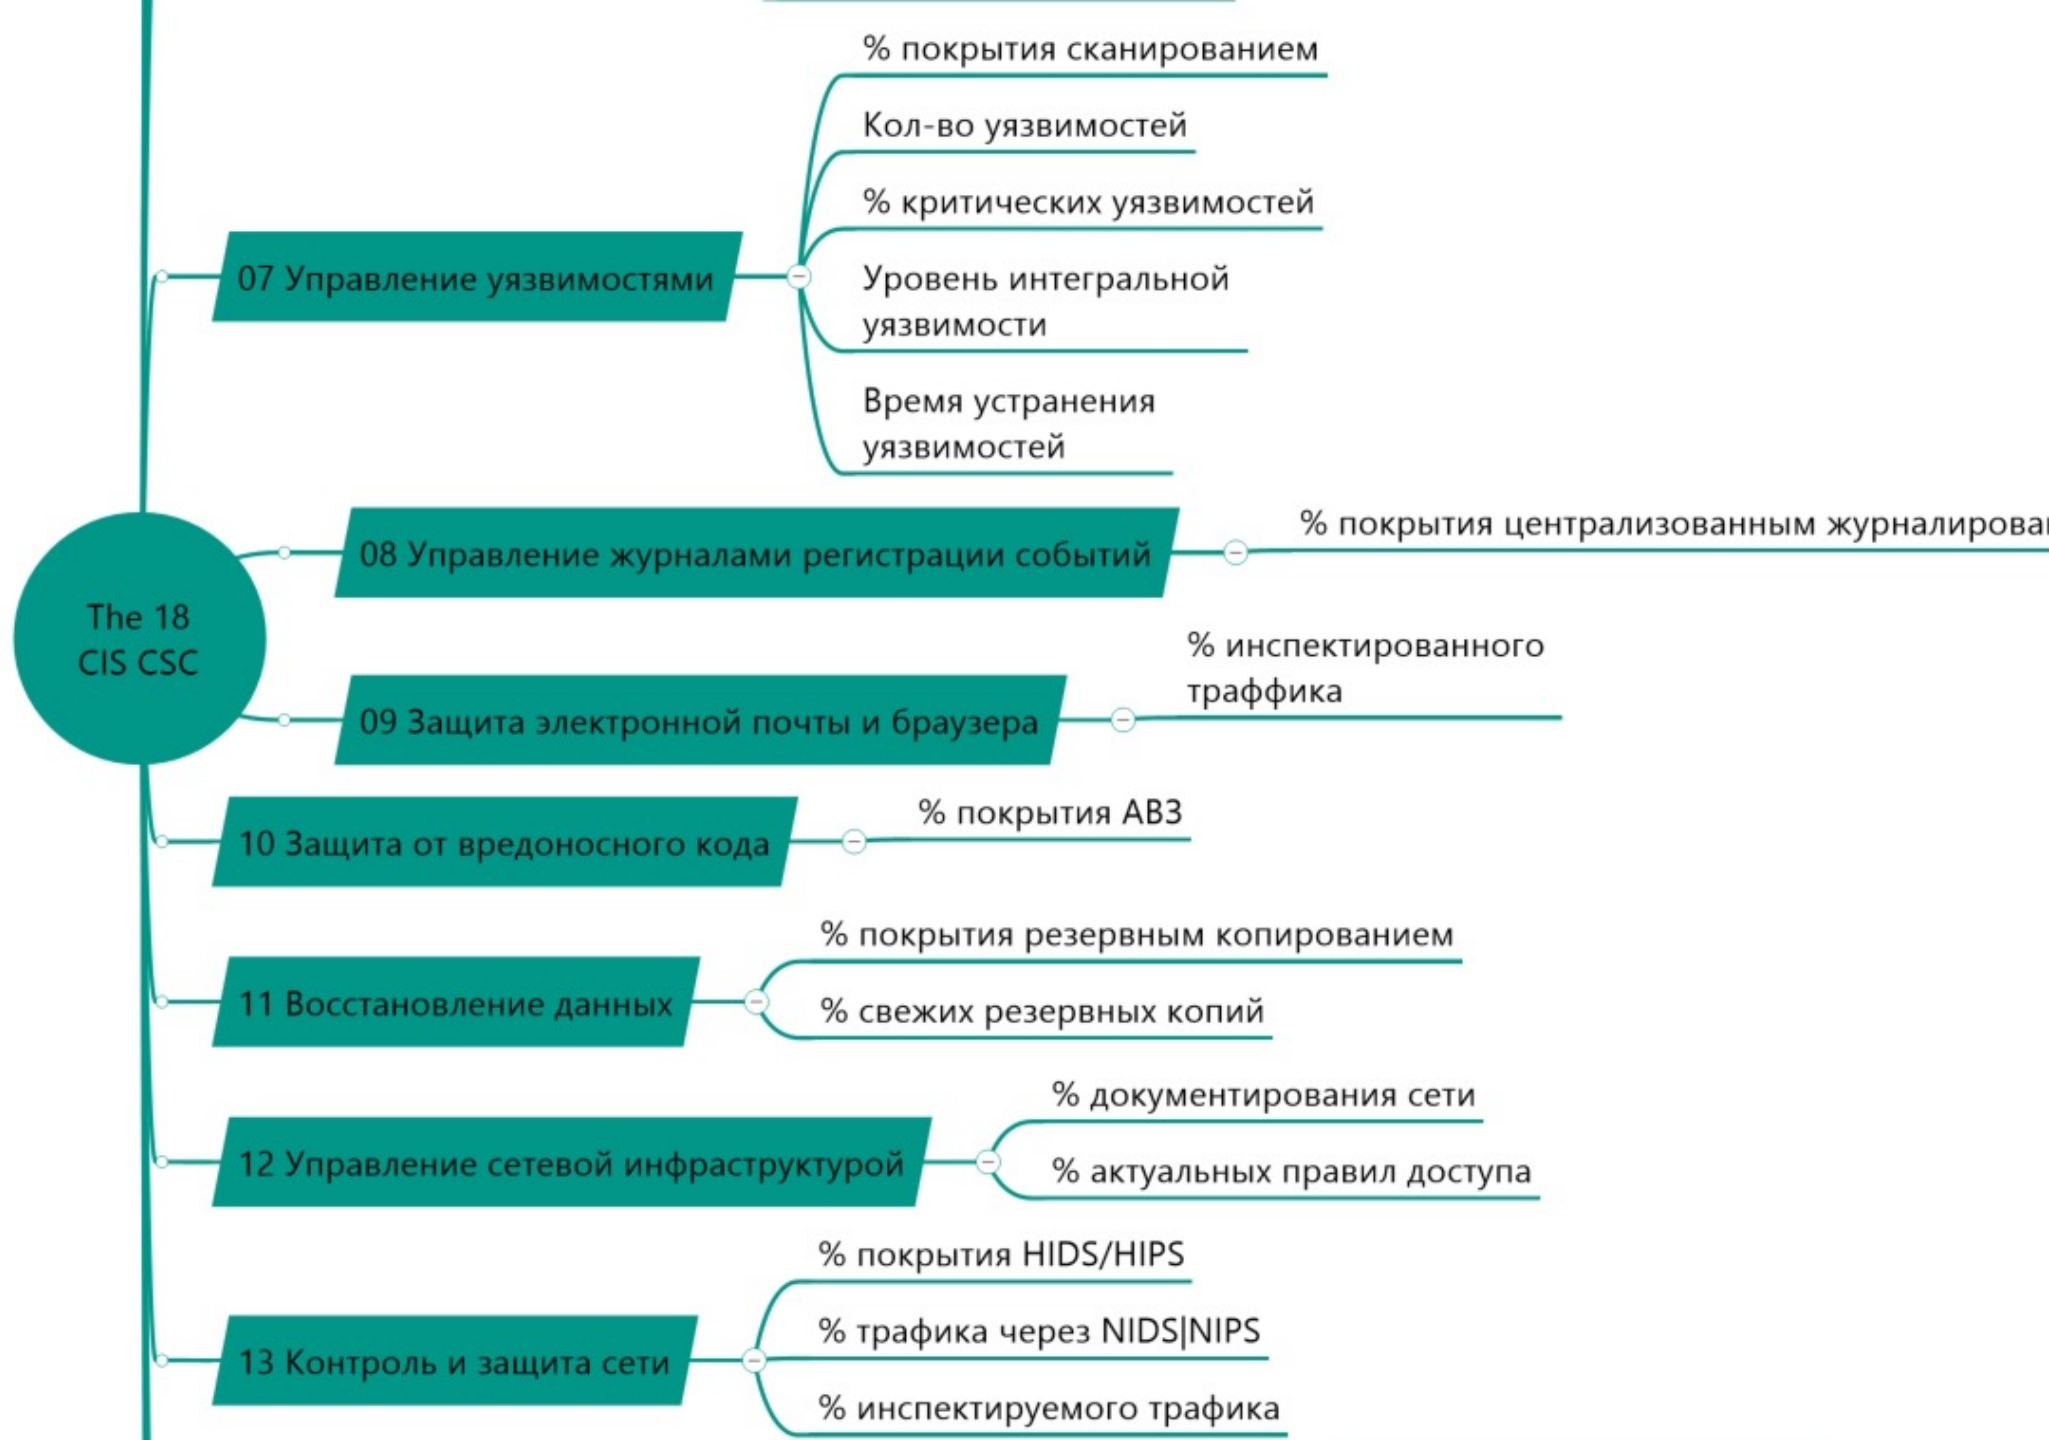 % покрытия сканированием
Кол-во уязвимостей
% критических уязвимостей
07 Управление уязвимостями
Уровень интегральной
уязвимости
Время устранения
уязвимостей
% покрытия централизованным
08 Управление журналами регистрации событий
The 18
CIS CSC
% инспектированного
траффика
09 Защита электронной почты и браузера
% покрытия АВЗ
10 Защита от вредоносного кода
% покрытия резервным копированием
11 Восстановление данных
% свежих резервных копий
% документирования сети
12 Управление сетевой инфраструктурой
% актуальных правил доступа
% покрытия HIDS/HIPS
% трафика через NIDS|NIPS
13 Контроль и защита сети
% инспектируемого трафика